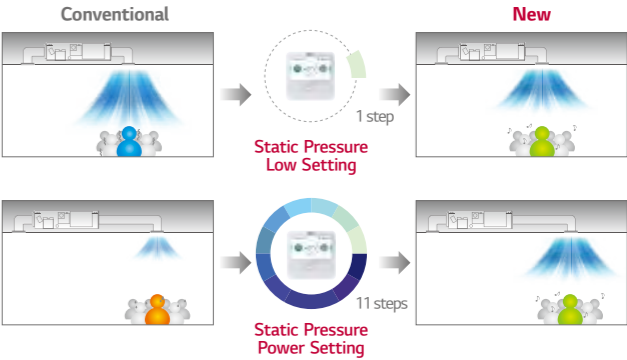 Conventional
New
1 step
Static Pressure
Low Setting
11 steps
Static Pressure
Power Setting